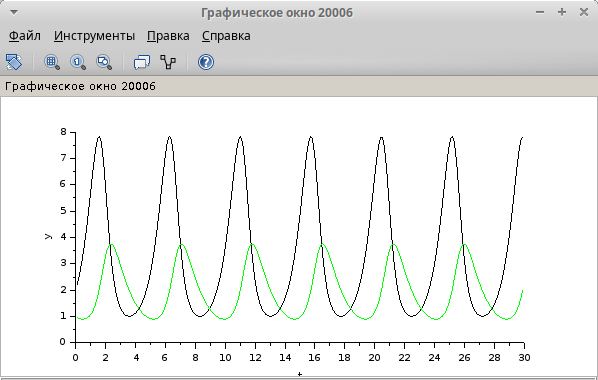 Графическое окно 20006
Файл Инструменты Правка Справка
Графическое окно 20006
8
7
6
5
y
4
3
2
1
0
0 2 4 6 8 10 12 14 16 18 20 22 24 26 28 30
t